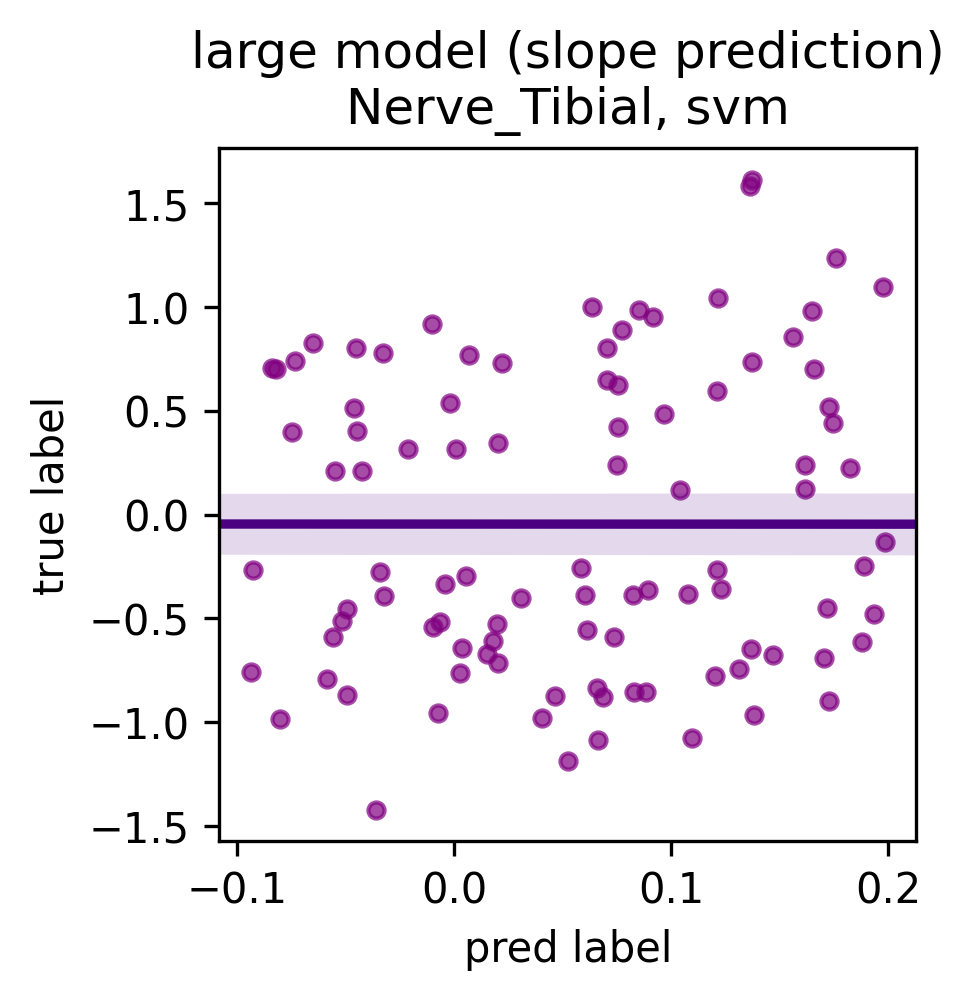 large model (slope prediction)
Nerve_Tibial, svm
1.5
1.0
0.5
0.0
−0.5
−1.0
−1.5
true label
−0.1
0.0
0.1
0.2
pred label